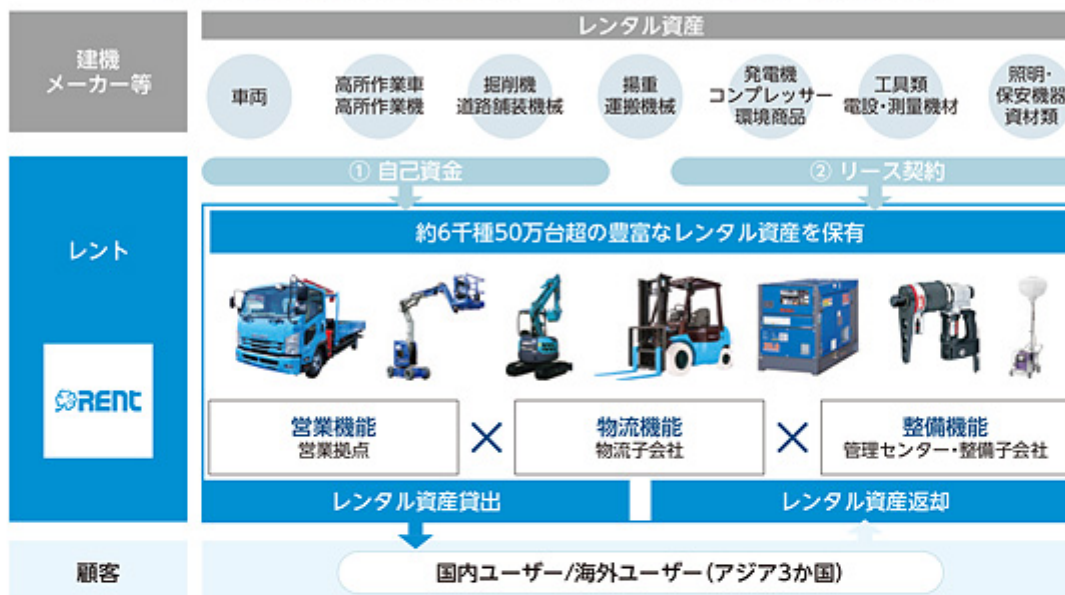 建機
メーカー等
レンタル資産
車両
高所作業車
高所作業機
掘削機
道路舗装機械
揚重
運搬機械
発電機
コンプレッサー
環境商品
工具類
電設・測量機材
照明・
保安機器
資材類
① 自己資金
② リース契約
レント
RENT
約6千種50万台超の豊富なレンタル資産を保有
営業機能
営業拠点
×
物流機能
物流子会社
×
整備機能
管理センター・整備子会社
レンタル資産貸出
レンタル資産返却
顧客
国内ユーザー/海外ユーザー(アジア3か国)